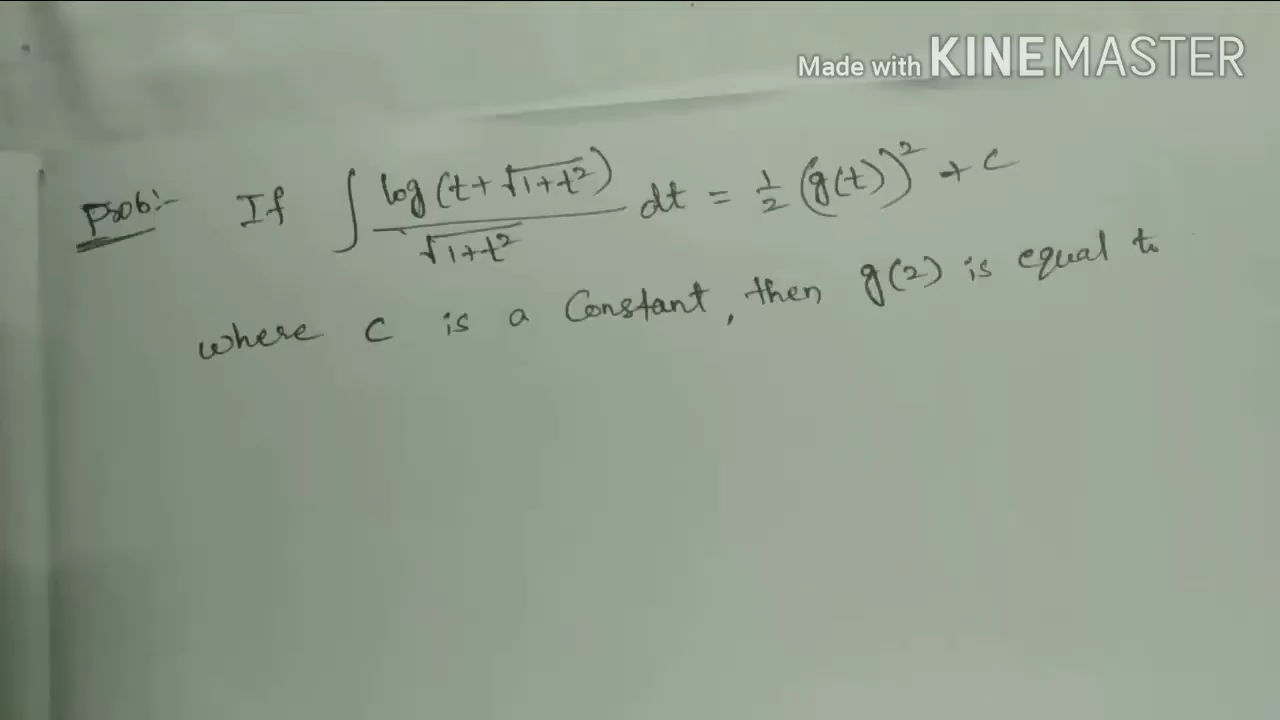 Made with KINEMASTER
Prob:- If ∫ log(t+√1+t²) / √1+t² dt = 1/2 (g(t))² + c
where c is a constant, then g(2) is equal to